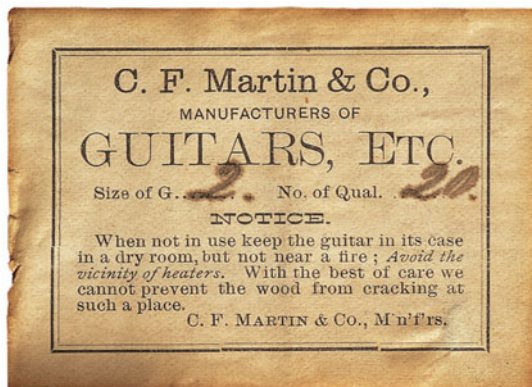 C. F. Martin & Co.,
MANUFACTURERS OF
GUITARS, ETC.
Size of G...2. No. of Qual. ..20.
NOTICE.
When not in use keep the guitar in its case
in a dry room, but not near a fire ; Avoid the
vicinity of heaters. With the best of care we
cannot prevent the wood from cracking at
such a place.
C. F. MARTIN & CO., M'n'f'rs.